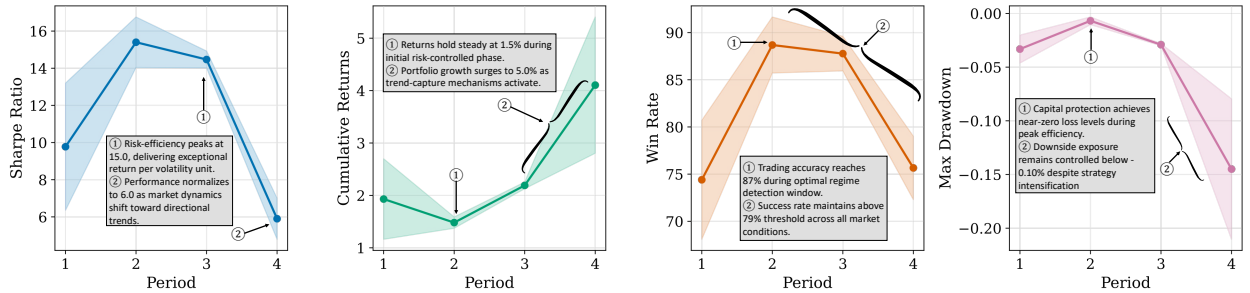 Sharpe Ratio
16
14
12
10
8
6
1
① Risk-efficiency peaks at
15.0, delivering exceptional
return per volatility unit.
② Performance normalizes
to 6.0 as market dynamics
shift toward directional
trends.
2
1 2 3 4
Period
Cumulative Returns
5
4
3
2
1
① Returns hold steady at 1.5% during
initial risk-controlled phase.
② Portfolio growth surges to 5.0% as
trend-capture mechanisms activate.
2
1
1 2 3 4
Period
Win Rate
90
85
80
75
70
1
2
① Trading accuracy reaches
87% during optimal regime
detection window.
② Success rate maintains above
79% threshold across all market
conditions.
1 2 3 4
Period
Max Drawdown
0.00
−0.05
−0.10
−0.15
−0.20
1
① Capital protection achieves
near-zero loss levels during
peak efficiency.
② Downside exposure
remains controlled below -
0.10% despite strategy
intensification
2
1 2 3 4
Period